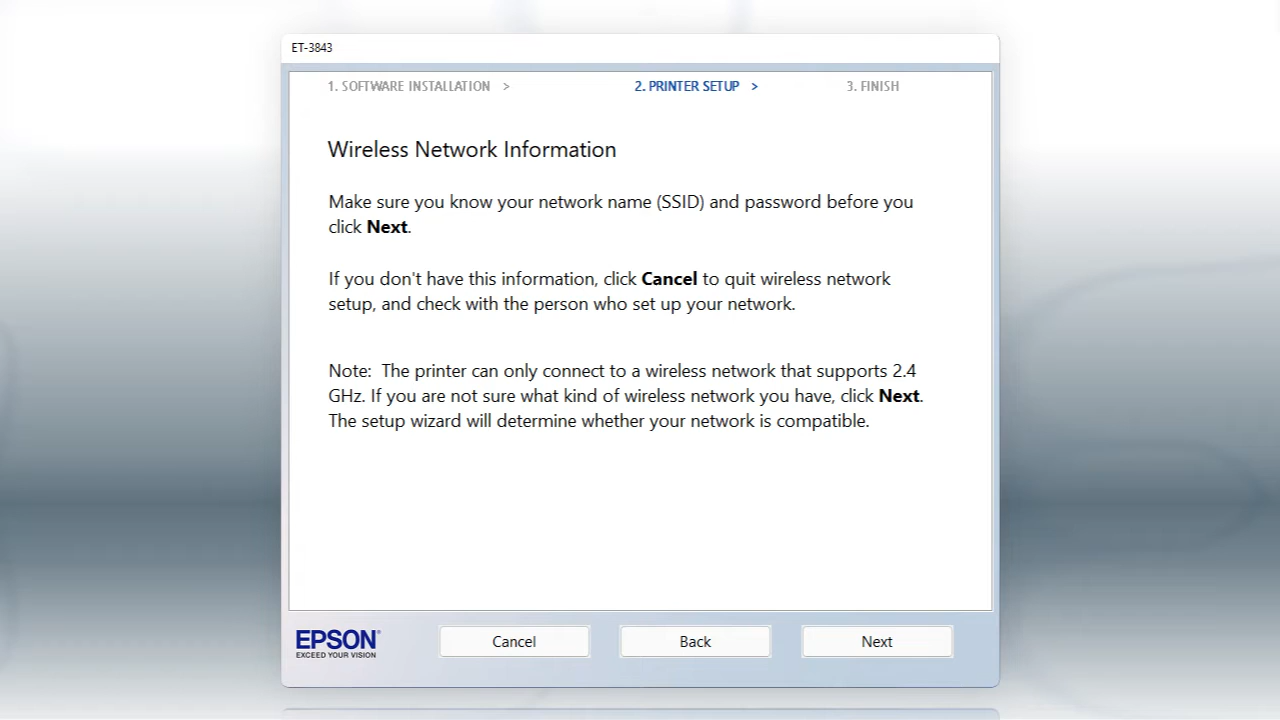 ET-3843
1. SOFTWARE INSTALLATION >
2. PRINTER SETUP >
3. FINISH
Wireless Network Information
Make sure you know your network name (SSID) and password before you
click Next.
If you don't have this information, click Cancel to quit wireless network
setup, and check with the person who set up your network.
Note:  The printer can only connect to a wireless network that supports 2.4
GHz. If you are not sure what kind of wireless network you have, click Next.
The setup wizard will determine whether your network is compatible.
EPSON®
EXCEED YOUR VISION
Cancel
Back
Next